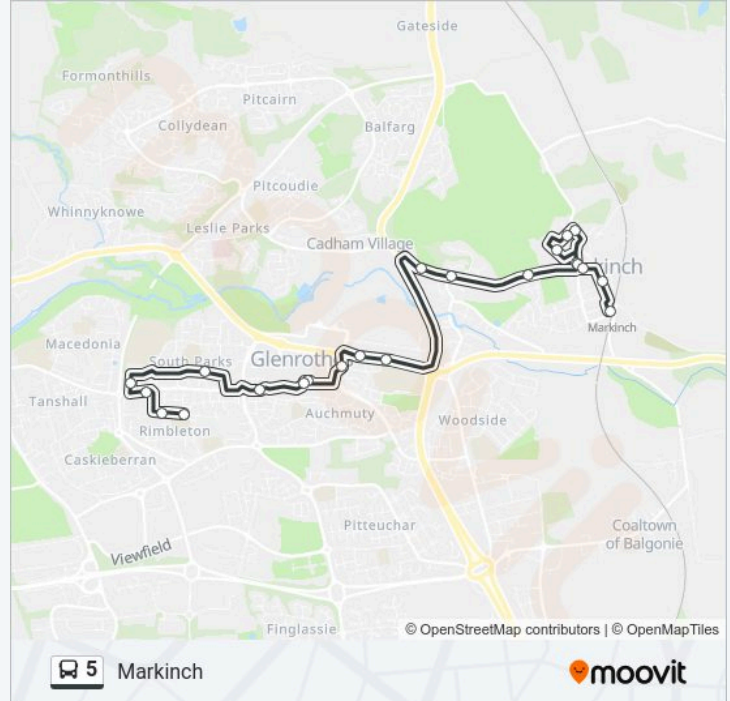 Gateside
Formonthills
Pitcairn
Collydean
Balfarg
Pitcoudie
Whinnyknowe
Leslie Parks
Cadham Village
inch
Markinch
Macedonia
South Parks
Glenroth
Tanshall
Auchmuty
Woodside
Rimbleton
Caskieberran
Pitteuchar
Coaltown
of Balgonie
Viewfield
Finglassie
© OpenStreetMap contributors | © OpenMapTiles
5 Markinch
moovit